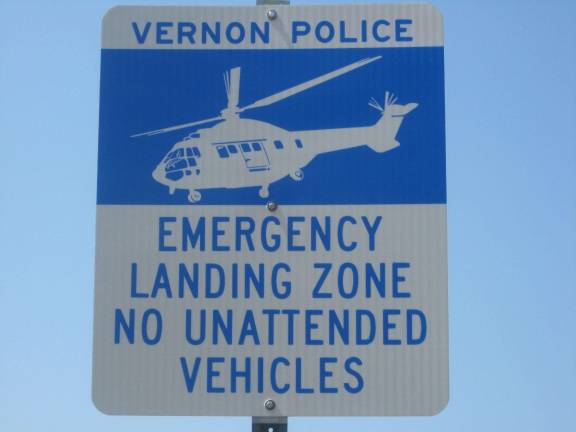 VERNON POLICE
EMERGENCY
LANDING ZONE
NO UNATTENDED
VEHICLES